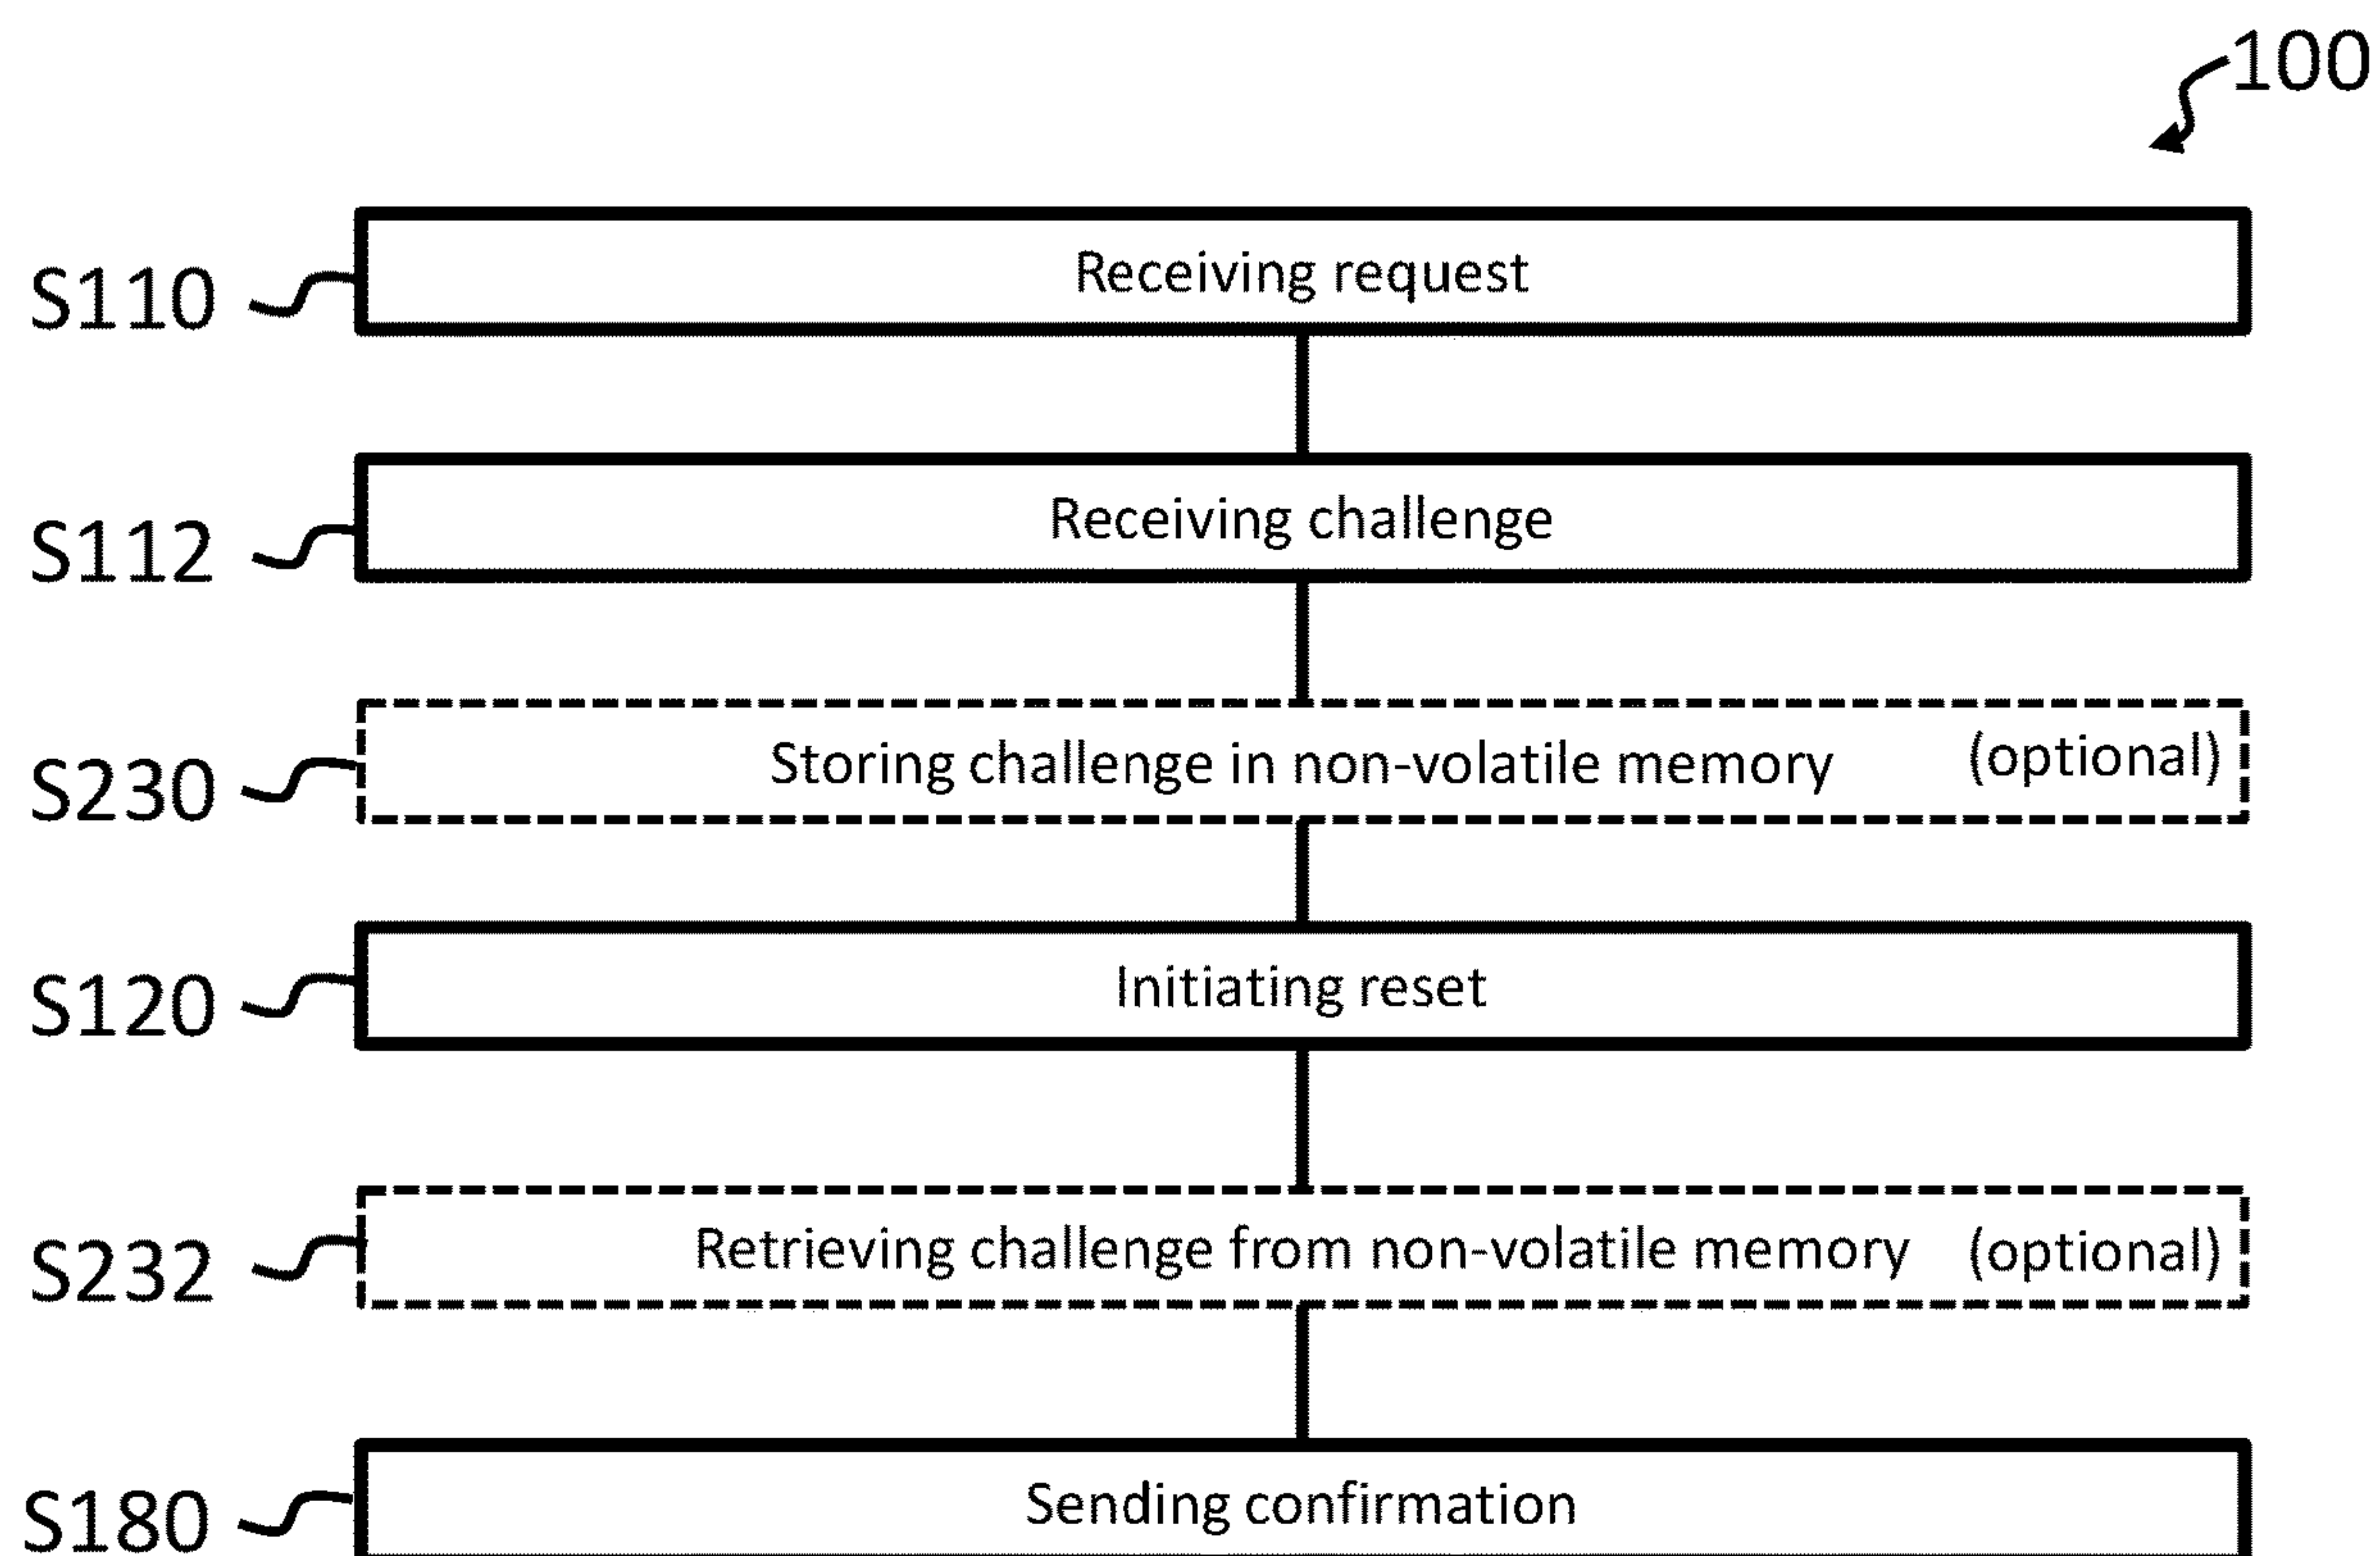 100
S110 Receiving request
S112 Receiving challenge
S230 Storing challenge in non-volatile memory (optional)
S120 Initiating reset
S232 Retrieving challenge from non-volatile memory (optional)
S180 Sending confirmation